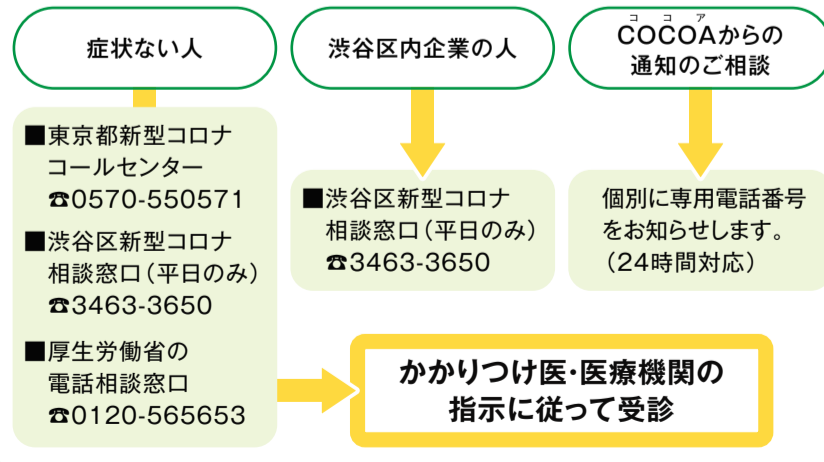 症状ない人
■東京都新型コロナ
コールセンター
☎0570-550571
■渋谷区新型コロナ
相談窓口（平日のみ）
☎3463-3650
■厚生労働省の
電話相談窓口
☎0120-565653
渋谷区内企業の人
■渋谷区新型コロナ
相談窓口（平日のみ）
☎3463-3650
ココア
COCOAからの
通知のご相談
個別に専用電話番号
をお知らせします。
（24時間対応）
かかりつけ医・医療機関の
指示に従って受診